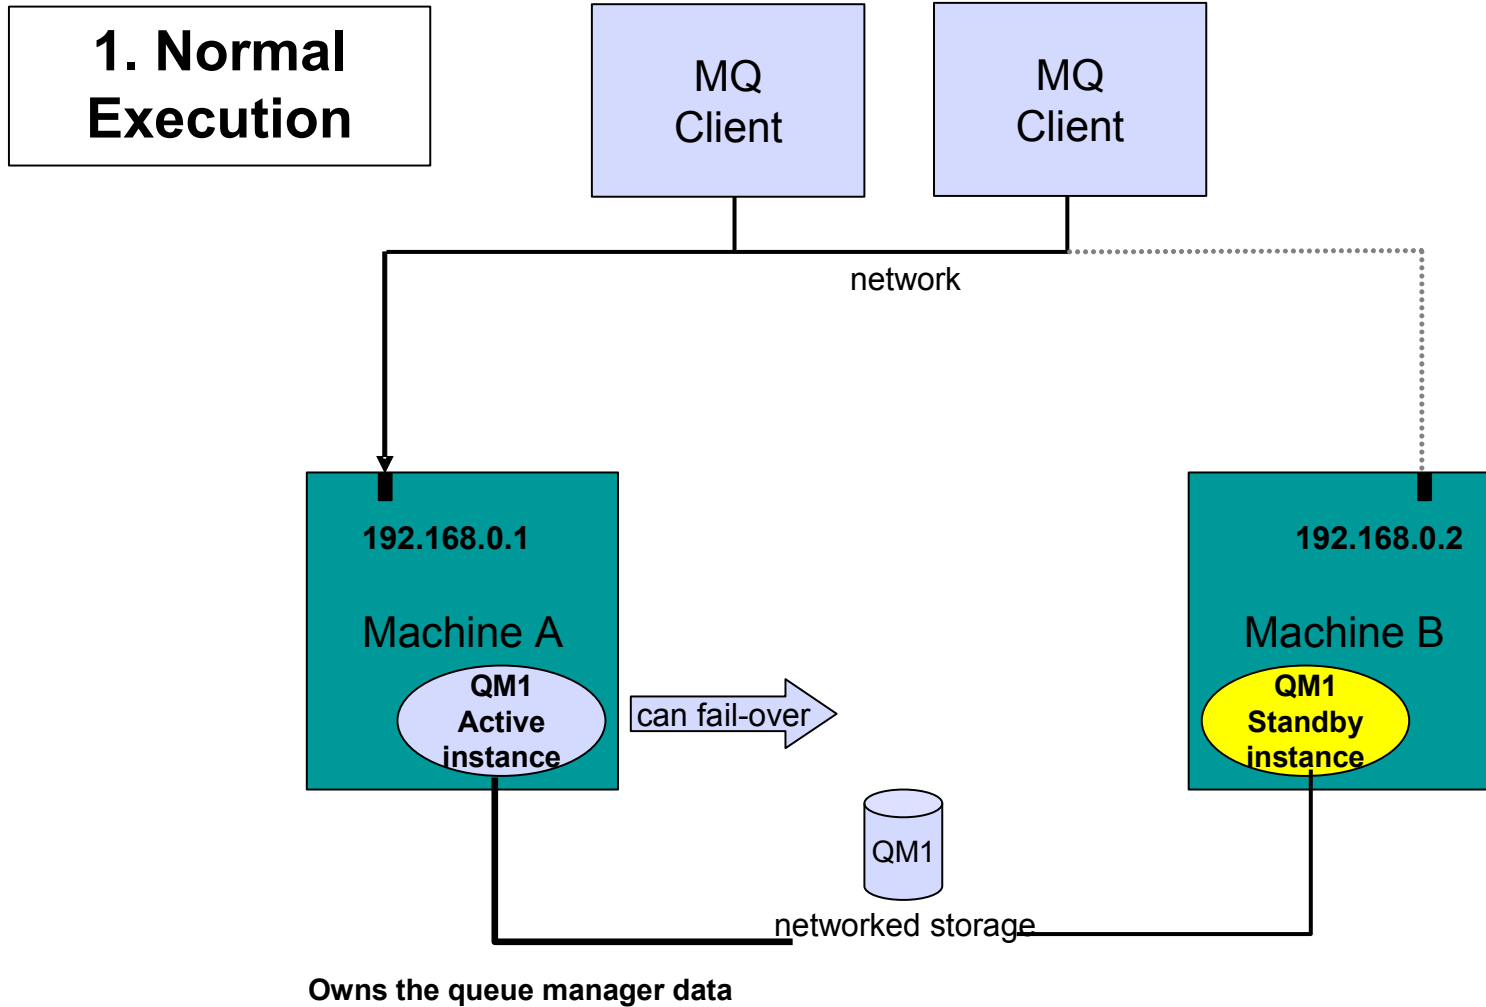 1. Normal
Execution
MQ
Client
MQ
Client
network
192.168.0.1
192.168.0.2
Machine A
Machine B
QM1
Active
instance
can fail-over
QM1
Standby
instance
QM1
networked storage
Owns the queue manager data